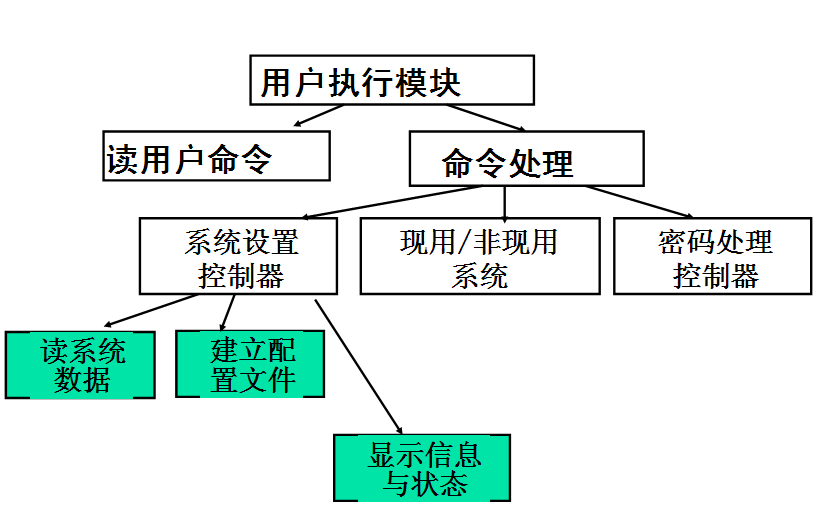 用户执行模块
读用户命令
命令处理
系统设置
控制器
现用/非现用
系统
密码处理
控制器
读系统
数据
建立配
置文件
显示信息
与状态